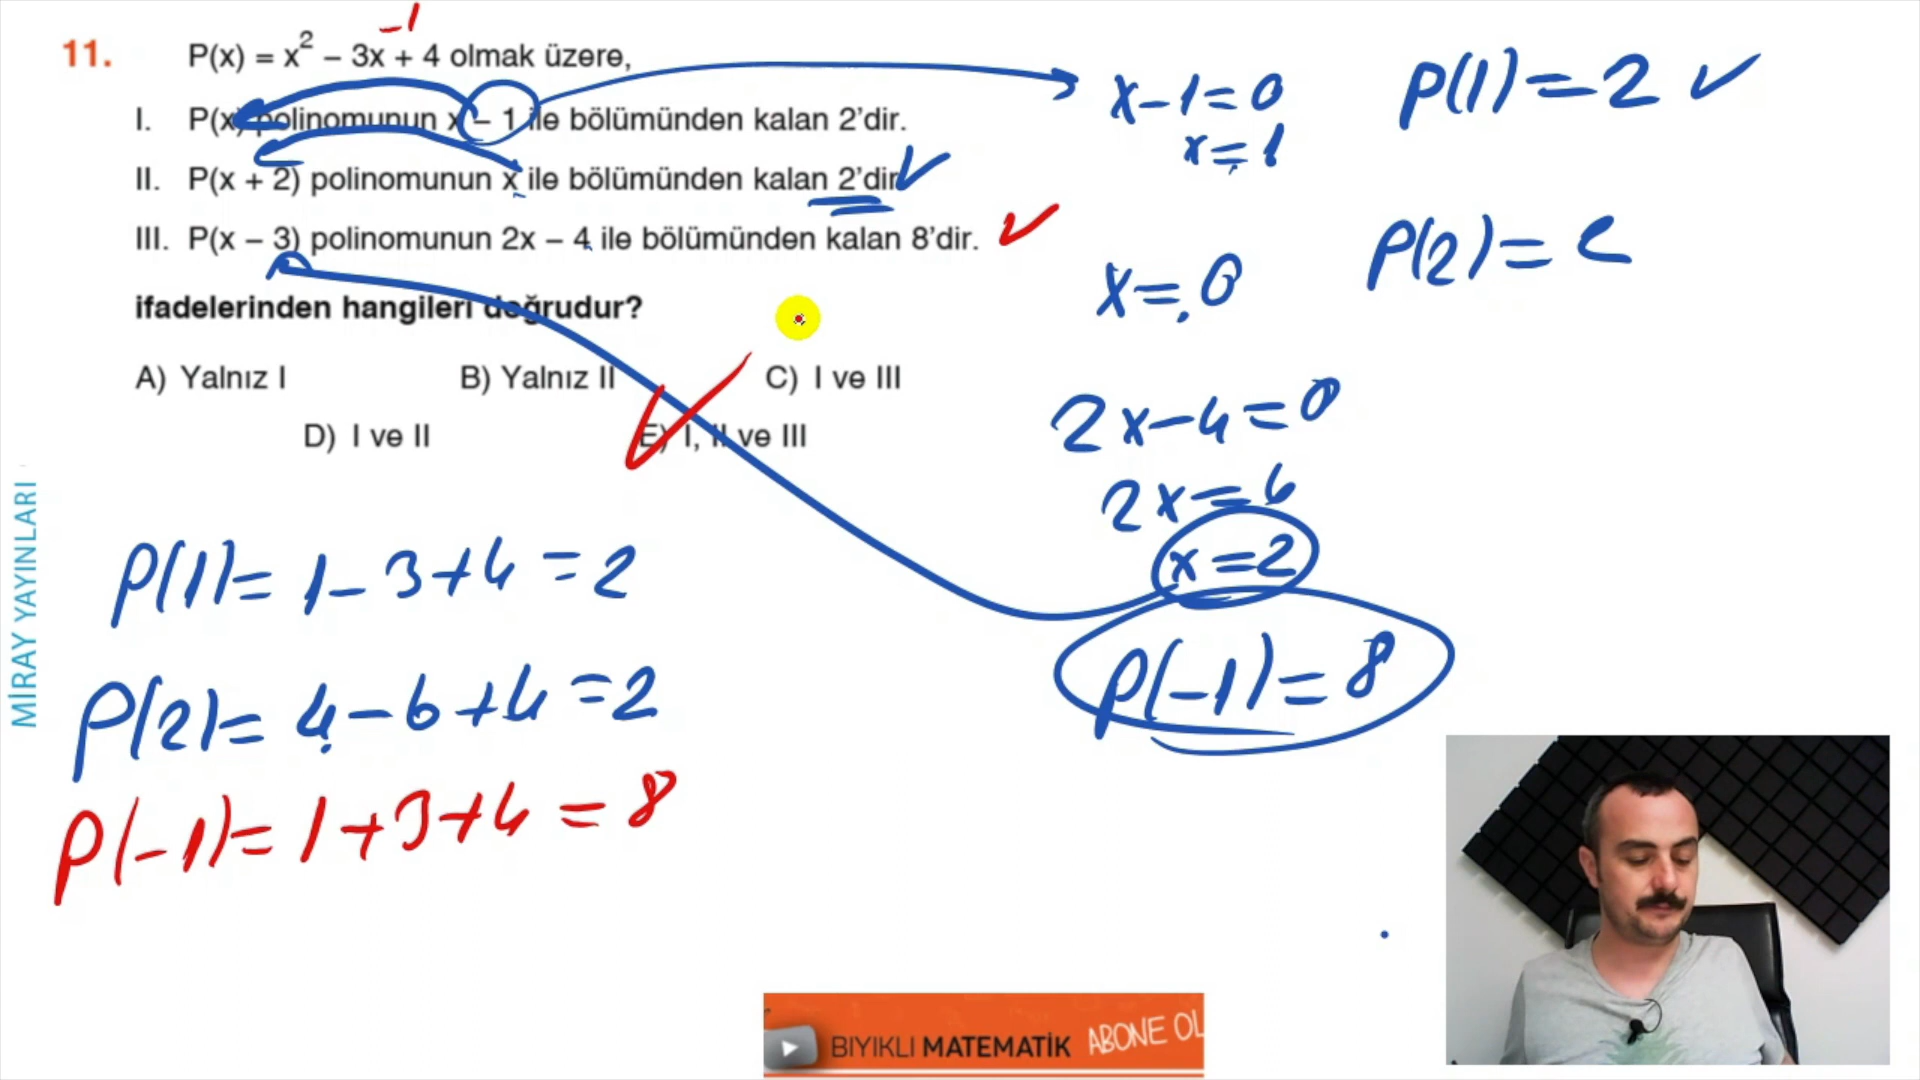 -1
11. P(x) = x² − 3x + 4 olmak üzere,
I. P(x) polinomunun x − 1 ile bölümünden kalan 2'dir.
II. P(x + 2) polinomunun x ile bölümünden kalan 2'dir
III. P(x − 3) polinomunun 2x − 4 ile bölümünden kalan 8'dir.
ifadelerinden hangileri doğrudur?
A) Yalnız I B) Yalnız II C) I ve III
D) I ve II E) I, II ve III
x-1=0
x=1
P(1)=2 ✓
x=0
P(2)=2
2x-4=0
2x=4
x=2
P(-1)=8
P(1)=1-3+4=2
P(2)=4-6+4=2
P(-1)=1+3+4=8
MİRAY YAYINLARI
BIYIKLI MATEMATİK ABONE OL